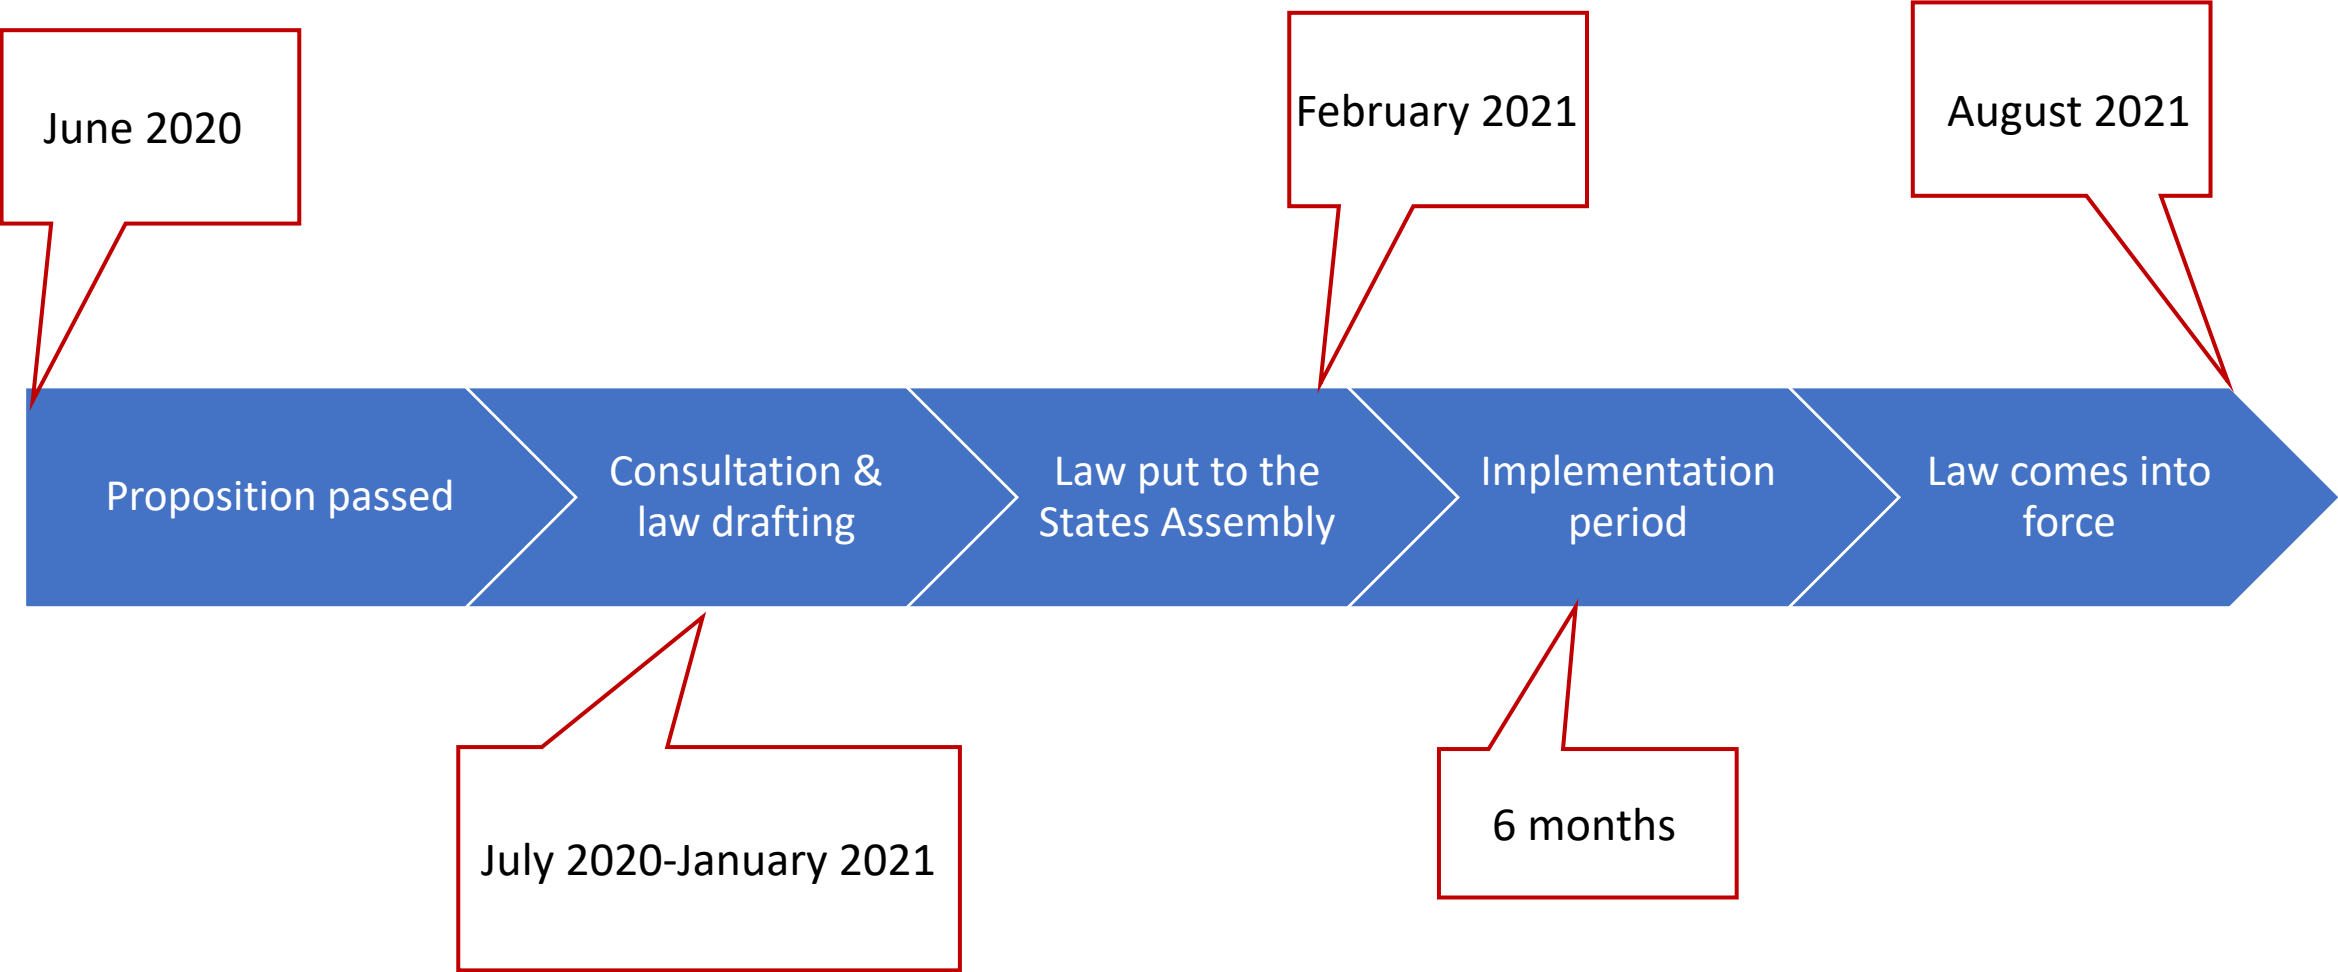 June 2020
February 2021
August 2021
Proposition passed
Consultation &
law drafting
Law put to the
States Assembly
Implementation
period
Law comes into
force
July 2020-January 2021
6 months